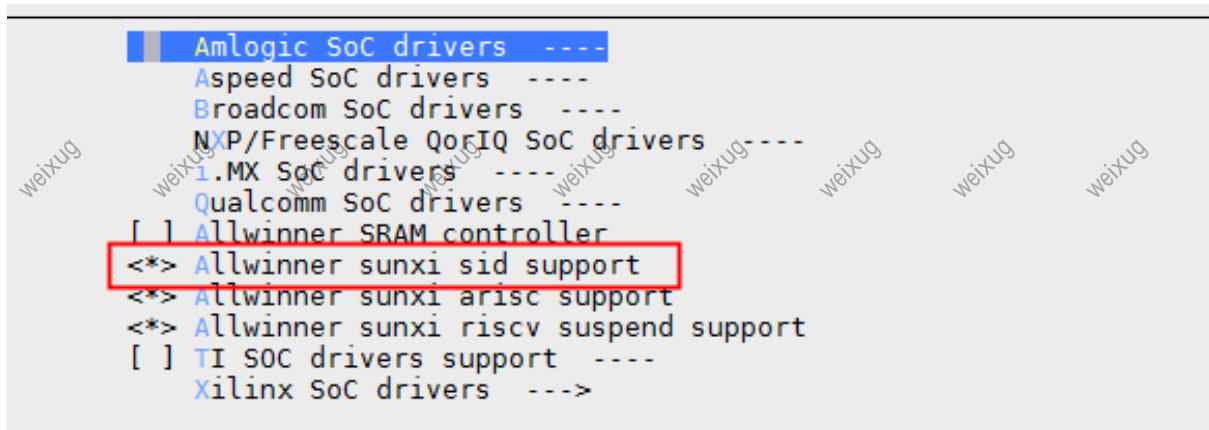 Amlogic SoC drivers  ----
Aspeed SoC drivers  ----
Broadcom SoC drivers  ----
NXP/Freescale QorIQ SoC drivers  ----
i.MX SoC drivers  ----
Qualcomm SoC drivers  ----
[ ] Allwinner SRAM controller
<*> Allwinner sunxi sid support
<*> Allwinner sunxi arisc support
<*> Allwinner sunxi riscv suspend support
[ ] TI SOC drivers support  ----
Xilinx SoC drivers  --->
weixug weixug weixug weixug weixug weixug weixug weixug weixug